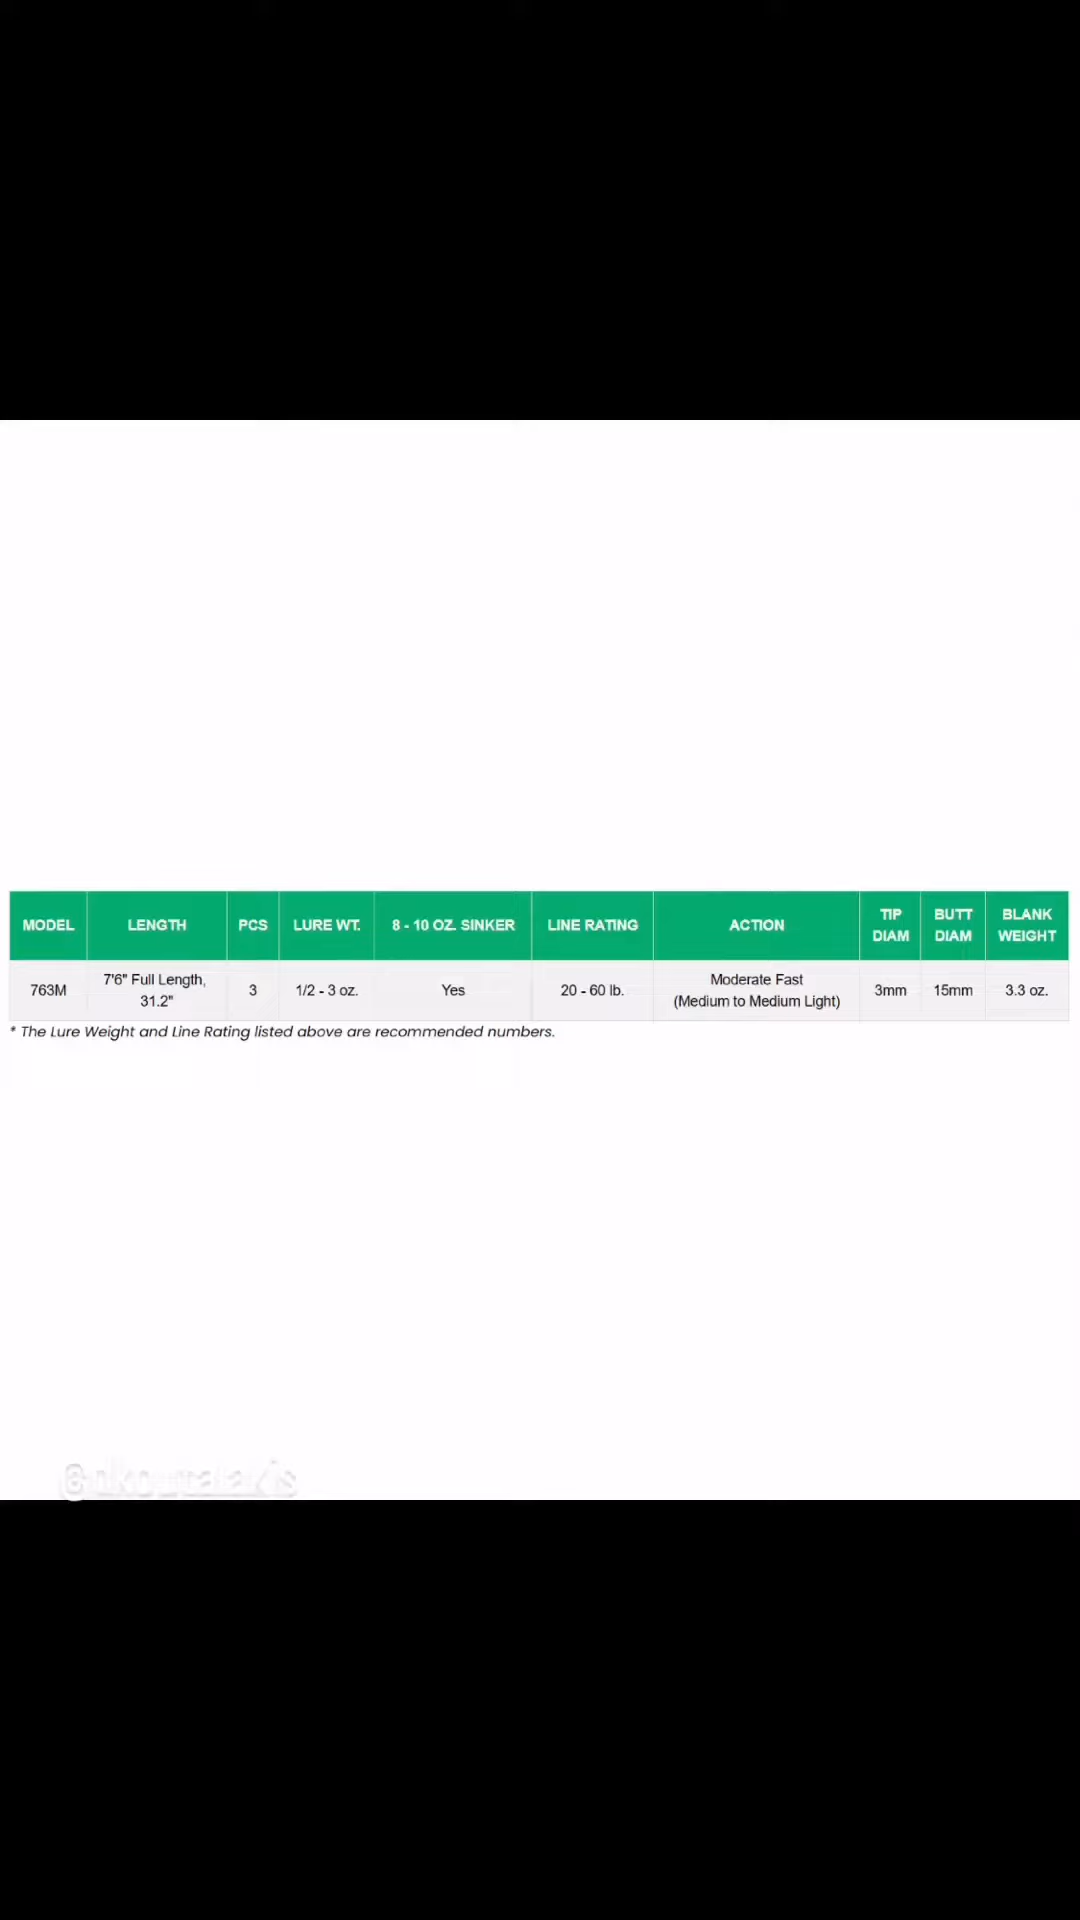 MODEL LENGTH PCS LURE WT. 8 - 10 OZ. SINKER LINE RATING ACTION TIP DIAM BUTT DIAM BLANK WEIGHT
763M 7'6" Full Length, 31.2" 3 1/2 - 3 oz. Yes 20 - 60 lb. Moderate Fast (Medium to Medium Light) 3mm 15mm 3.3 oz.
* The Lure Weight and Line Rating listed above are recommended numbers.